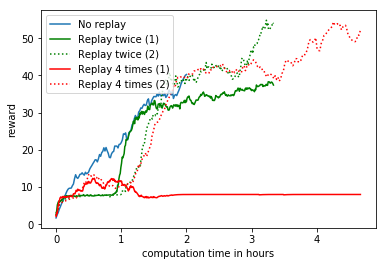 No replay
Replay twice (1)
Replay twice (2)
Replay 4 times (1)
Replay 4 times (2)
reward
50
40
30
20
10
0
0
1
2
3
4
computation time in hours